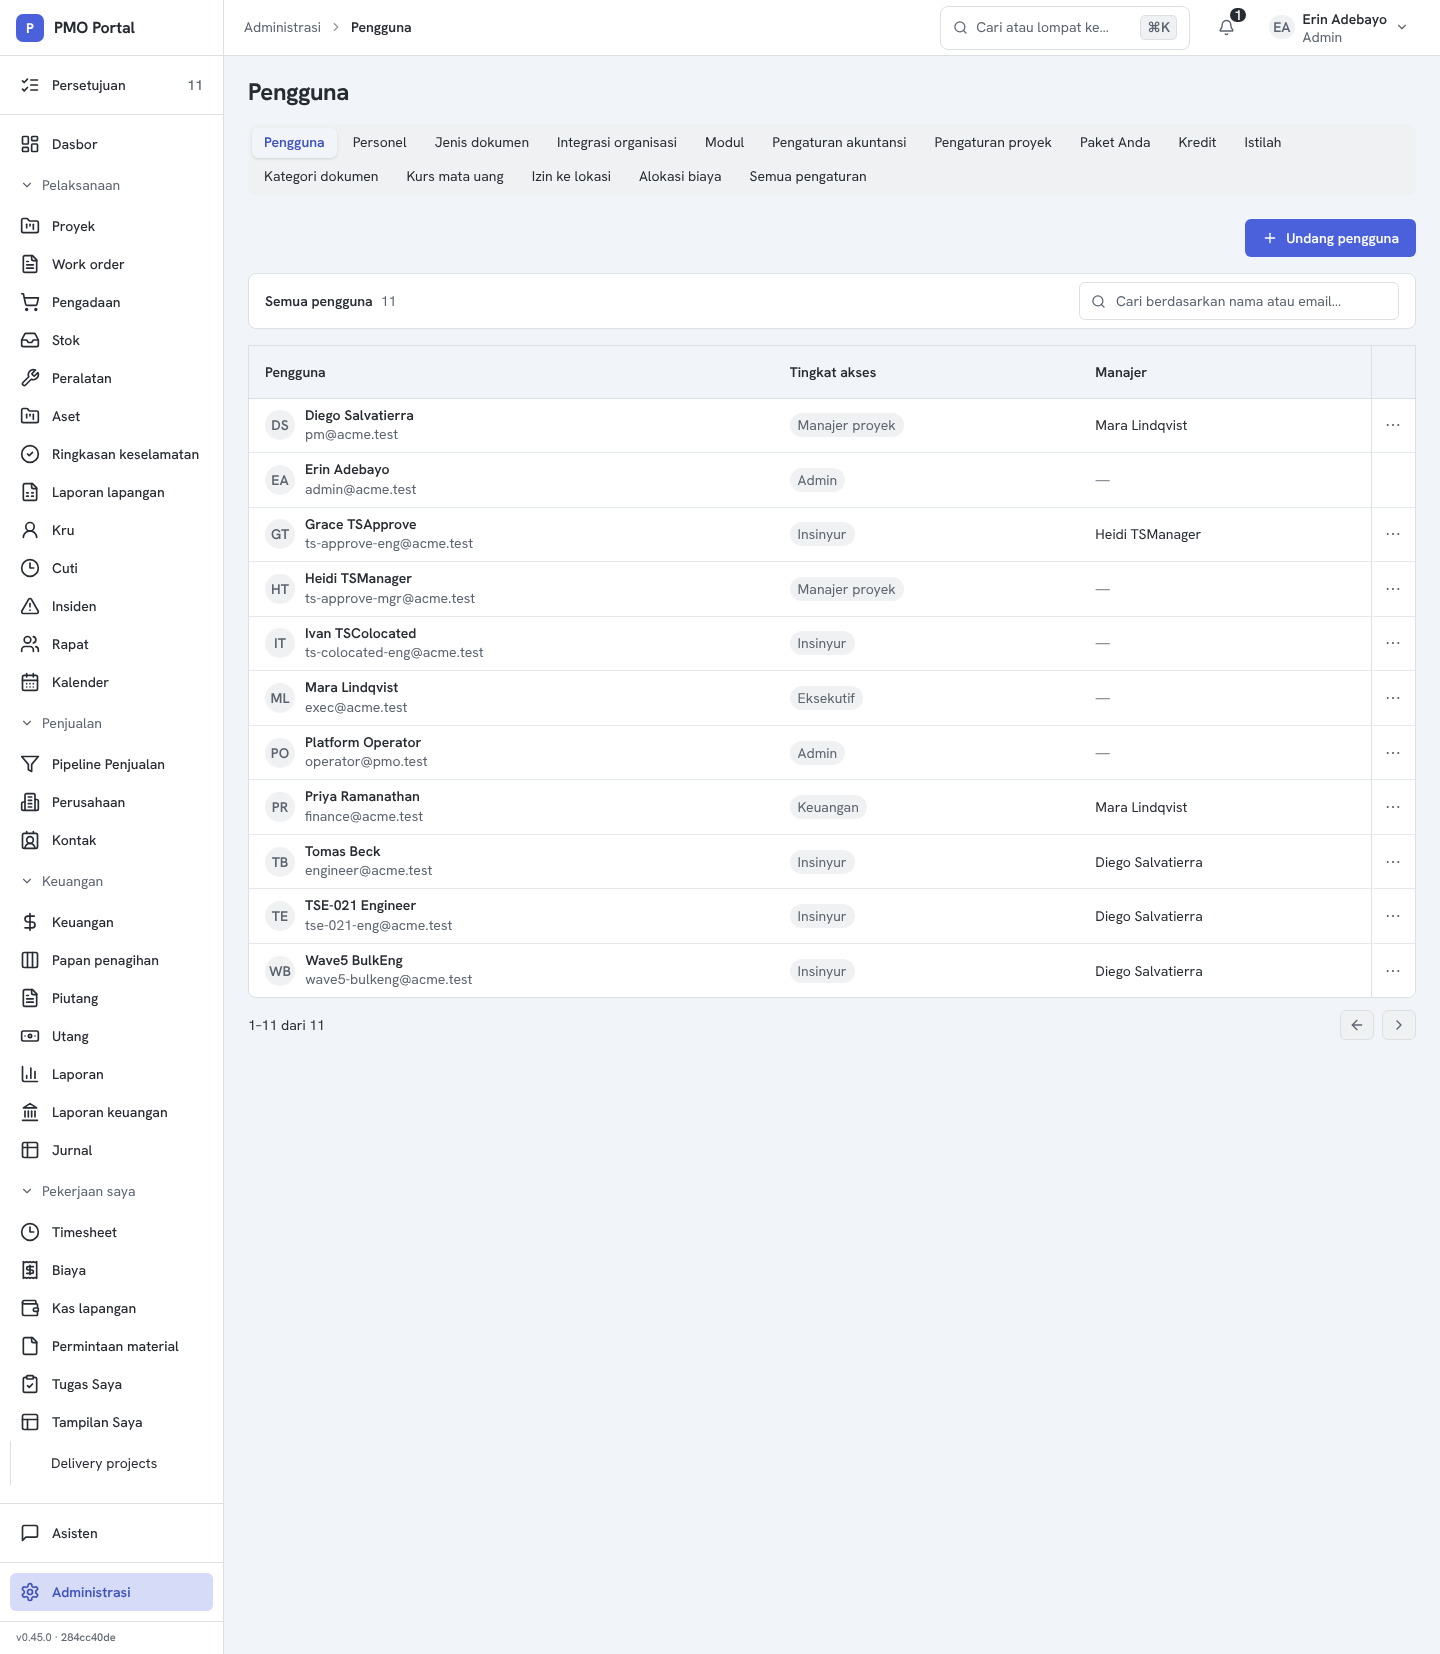 P PMO Portal
Administrasi > Pengguna
Cari atau lompat ke... ⌘K
1
EA Erin Adebayo
Admin
Persetujuan 11
Dasbor
Pelaksanaan
Proyek
Work order
Pengadaan
Stok
Peralatan
Aset
Ringkasan keselamatan
Laporan lapangan
Kru
Cuti
Insiden
Rapat
Kalender
Penjualan
Pipeline Penjualan
Perusahaan
Kontak
Keuangan
Keuangan
Papan penagihan
Piutang
Utang
Laporan
Laporan keuangan
Jurnal
Pekerjaan saya
Timesheet
Biaya
Kas lapangan
Permintaan material
Tugas Saya
Tampilan Saya
Delivery projects
Asisten
Administrasi
v0.45.0 · 284cc40de
Pengguna
Pengguna Personel Jenis dokumen Integrasi organisasi Modul Pengaturan akuntansi Pengaturan proyek Paket Anda Kredit Istilah
Kategori dokumen Kurs mata uang Izin ke lokasi Alokasi biaya Semua pengaturan
+ Undang pengguna
Semua pengguna 11
Cari berdasarkan nama atau email...
Pengguna Tingkat akses Manajer
DS Diego Salvatierra Manajer proyek Mara Lindqvist ...
pm@acme.test
EA Erin Adebayo Admin —
admin@acme.test
GT Grace TSApprove Insinyur Heidi TSManager ...
ts-approve-eng@acme.test
HT Heidi TSManager Manajer proyek — ...
ts-approve-mgr@acme.test
IT Ivan TSColocated Insinyur — ...
ts-colocated-eng@acme.test
ML Mara Lindqvist Eksekutif — ...
exec@acme.test
PO Platform Operator Admin — ...
operator@pmo.test
PR Priya Ramanathan Keuangan Mara Lindqvist ...
finance@acme.test
TB Tomas Beck Insinyur Diego Salvatierra ...
engineer@acme.test
TE TSE-021 Engineer Insinyur Diego Salvatierra ...
tse-021-eng@acme.test
WB Wave5 BulkEng Insinyur Diego Salvatierra ...
wave5-bulkeng@acme.test
1–11 dari 11